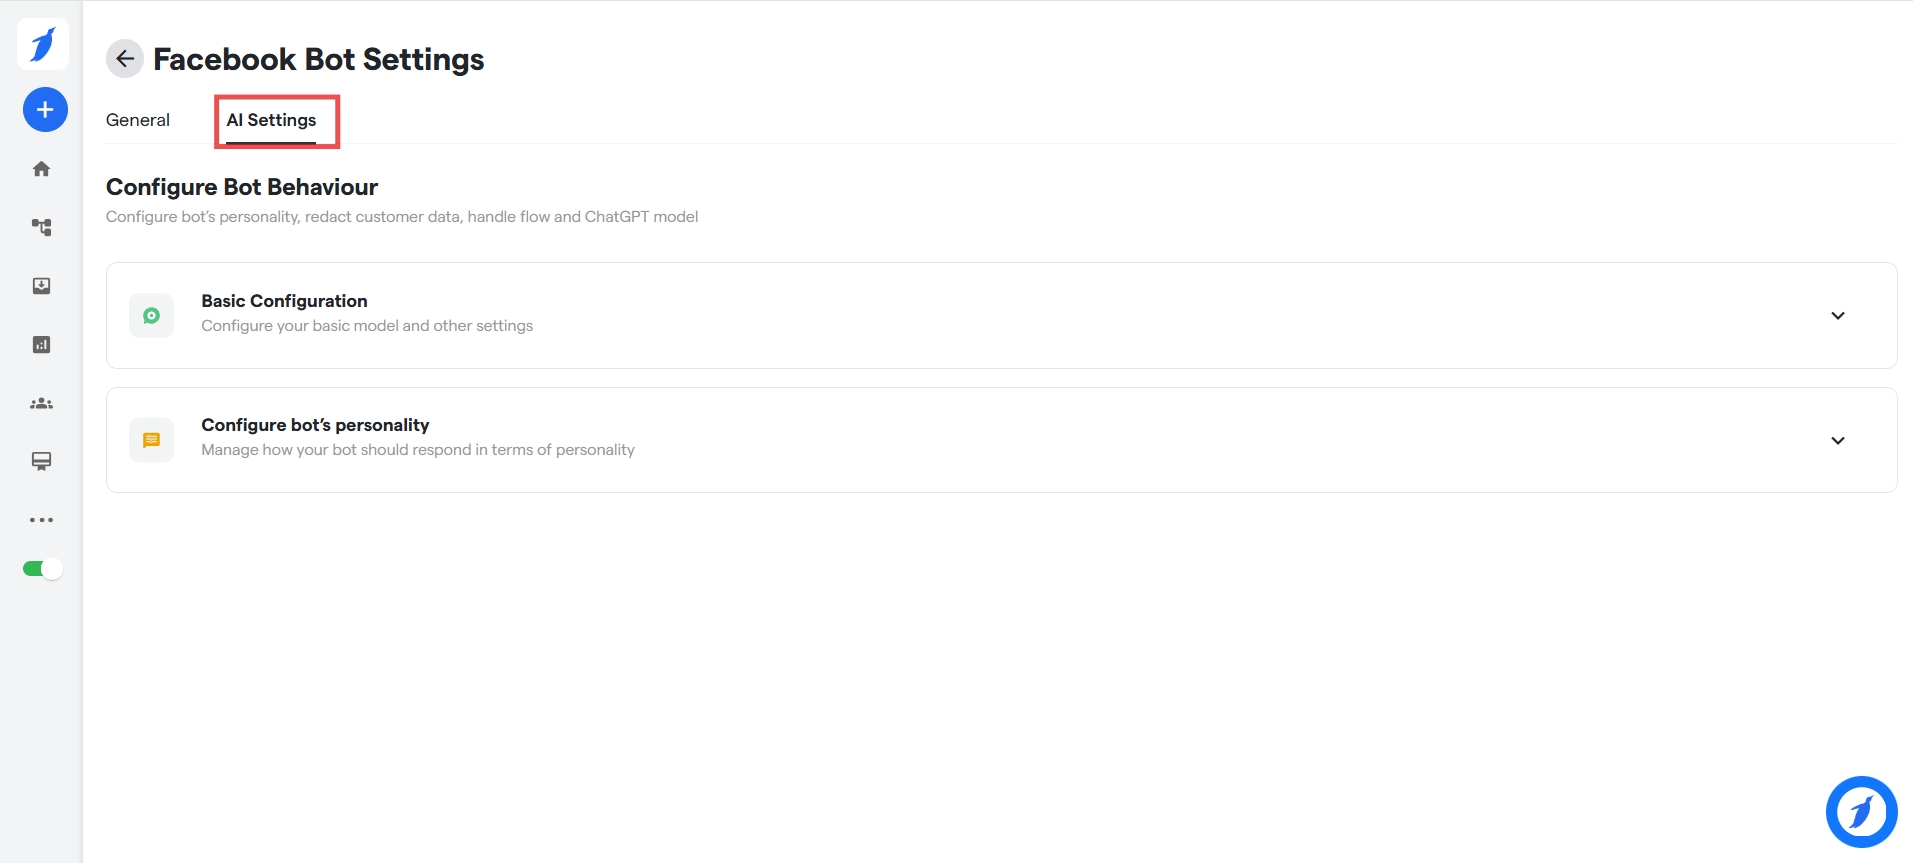 Facebook Bot Settings
General
AI Settings
Configure Bot Behaviour
Configure bot’s personality, redact customer data, handle flow and ChatGPT model
Basic Configuration
Configure your basic model and other settings
Configure bot’s personality
Manage how your bot should respond in terms of personality